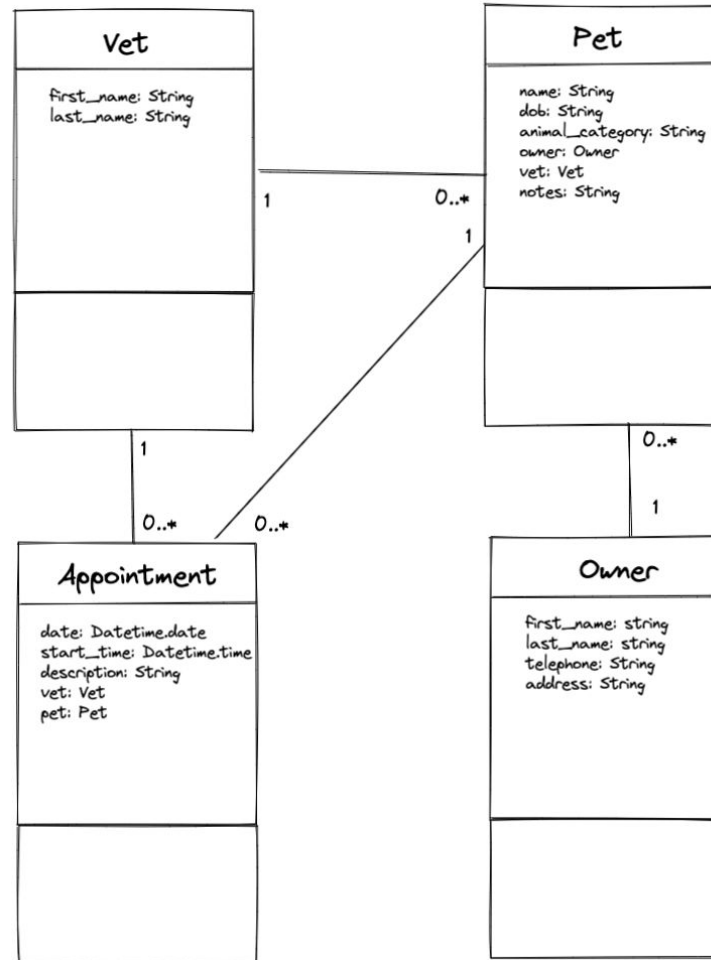 Vet
first_name: String
last_name: String
Pet
name: String
dob: String
animal_category: String
owner: Owner
vet: Vet
notes: String
1
0..*
1
1
0..*
0..*
0..*
1
Appointment
date: Datetime.date
start_time: Datetime.time
description: String
vet: Vet
pet: Pet
Owner
first_name: string
last_name: string
telephone: String
address: String